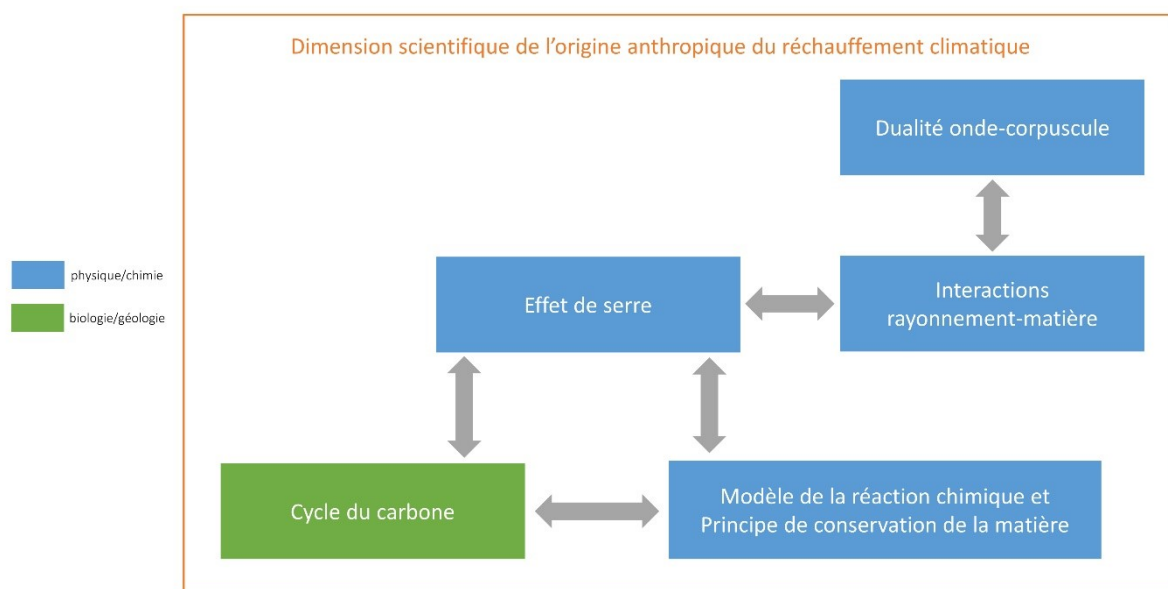 Dimension scientifique de l’origine anthropique du réchauffement climatique
Dualité onde-corpuscule
physique/chimie
biologie/géologie
Effet de serre
Interactions
rayonnement-matière
Cycle du carbone
Modèle de la réaction chimique et
Principe de conservation de la matière